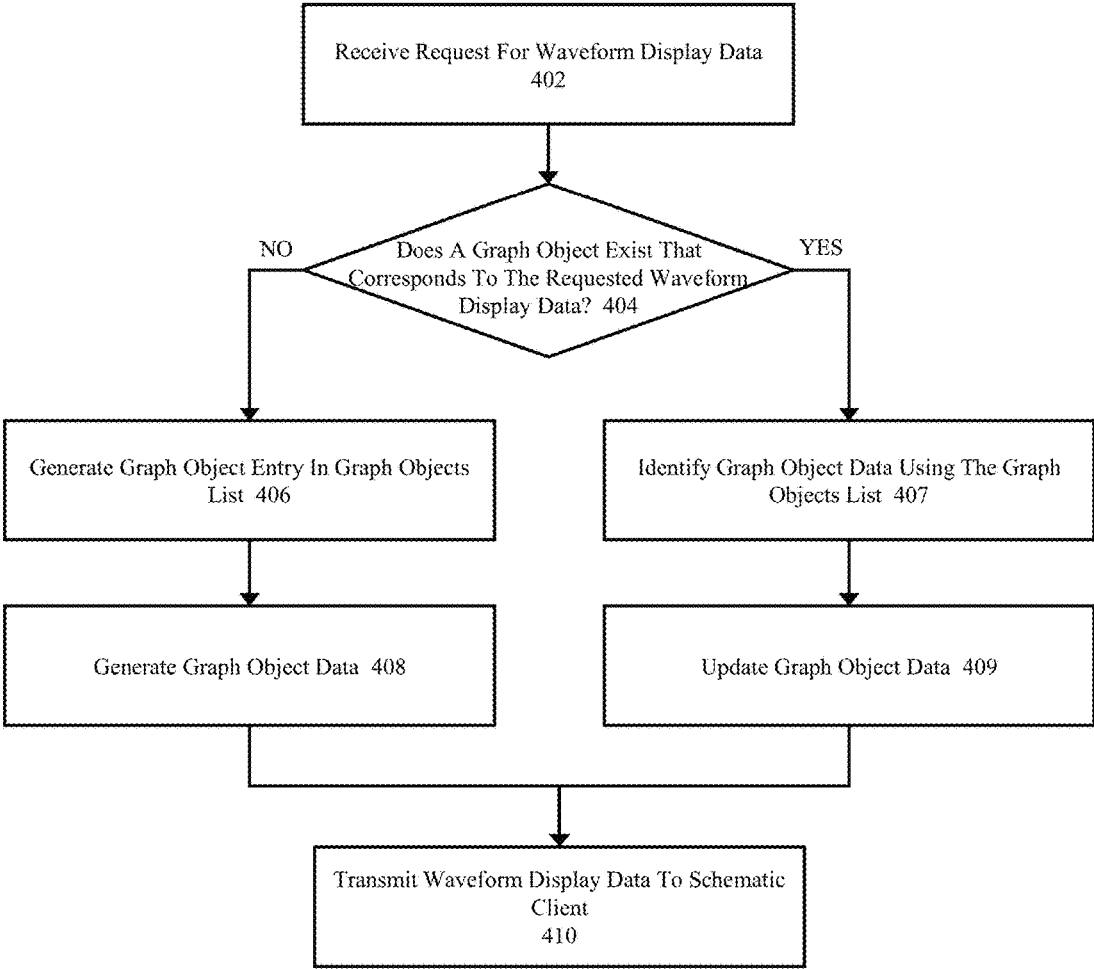 Receive Request For Waveform Display Data
402
NO
Does A Graph Object Exist That
Corresponds To The Requested Waveform
Display Data? 404
YES
Generate Graph Object Entry In Graph Objects
List 406
Identify Graph Object Data Using The Graph
Objects List 407
Generate Graph Object Data 408
Update Graph Object Data 409
Transmit Waveform Display Data To Schematic
Client
410